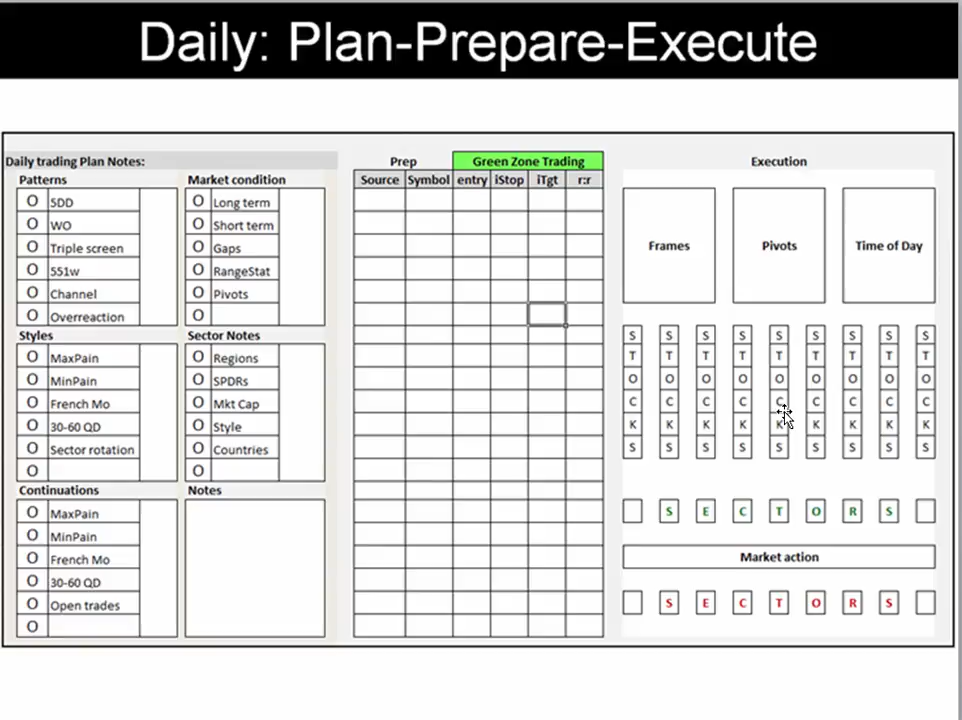 Daily: Plan-Prepare-Execute
Daily trading Plan Notes:
Patterns
O 5DD
O WO
O Triple screen
O 551w
O Channel
O Overreaction
Styles
O MaxPain
O MinPain
O French Mo
O 30-60 QD
O Sector rotation
O
Continuations
O MaxPain
O MinPain
O French Mo
O 30-60 QD
O Open trades
O
Market condition
O Long term
O Short term
O Gaps
O RangeStat
O Pivots
O
Sector Notes
O Regions
O SPDRs
O Mkt Cap
O Style
O Countries
O
Notes
Prep Green Zone Trading
Source Symbol entry iStop iTgt r:r
Execution
Frames Pivots Time of Day
S S S S S S S S S
T T T T T T T T T
O O O O O O O O O
C C C C C C C C C
K K K K K K K K K
S S S S S S S S S
S E C T O R S
Market action
S E C T O R S